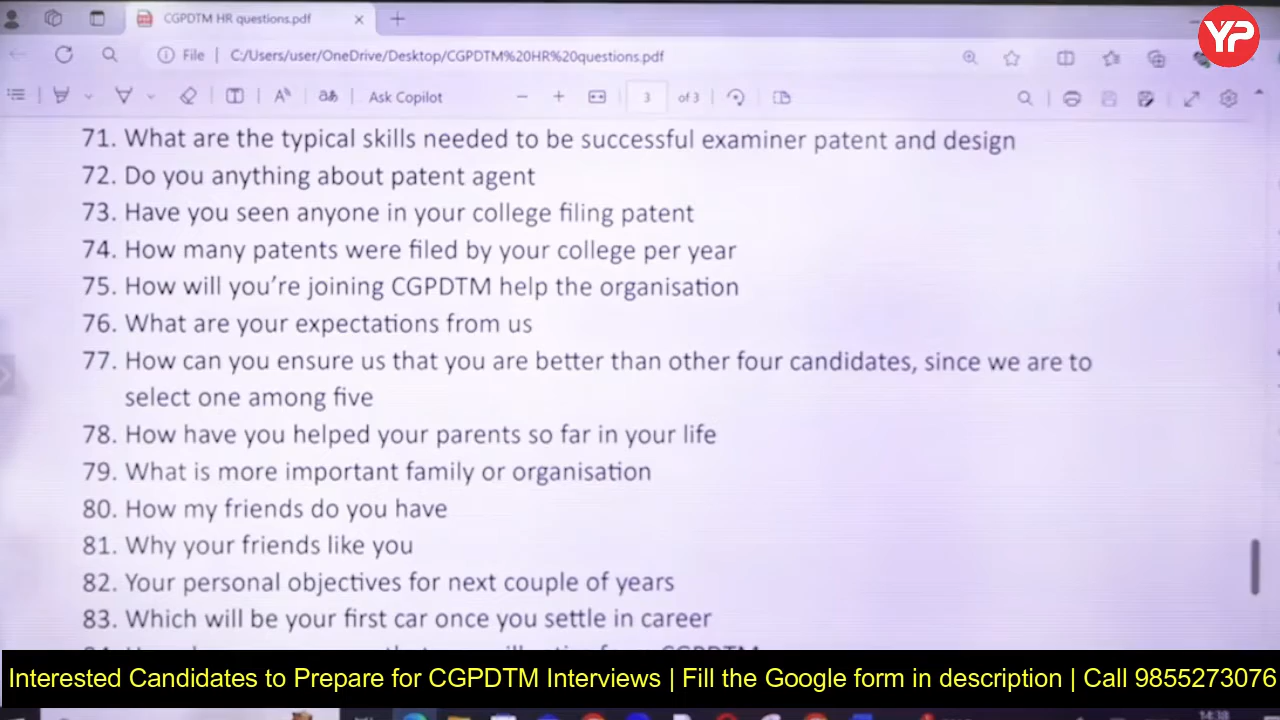 CGPDTM HR questions.pdf
YP
File | C:/Users/user/OneDrive/Desktop/CGPDTM%20HR%20questions.pdf
aあ Ask Copilot 3 of 3
71. What are the typical skills needed to be successful examiner patent and design
72. Do you anything about patent agent
73. Have you seen anyone in your college filing patent
74. How many patents were filed by your college per year
75. How will you’re joining CGPDTM help the organisation
76. What are your expectations from us
77. How can you ensure us that you are better than other four candidates, since we are to
select one among five
78. How have you helped your parents so far in your life
79. What is more important family or organisation
80. How my friends do you have
81. Why your friends like you
82. Your personal objectives for next couple of years
83. Which will be your first car once you settle in career
Interested Candidates to Prepare for CGPDTM Interviews | Fill the Google form in description | Call 9855273076